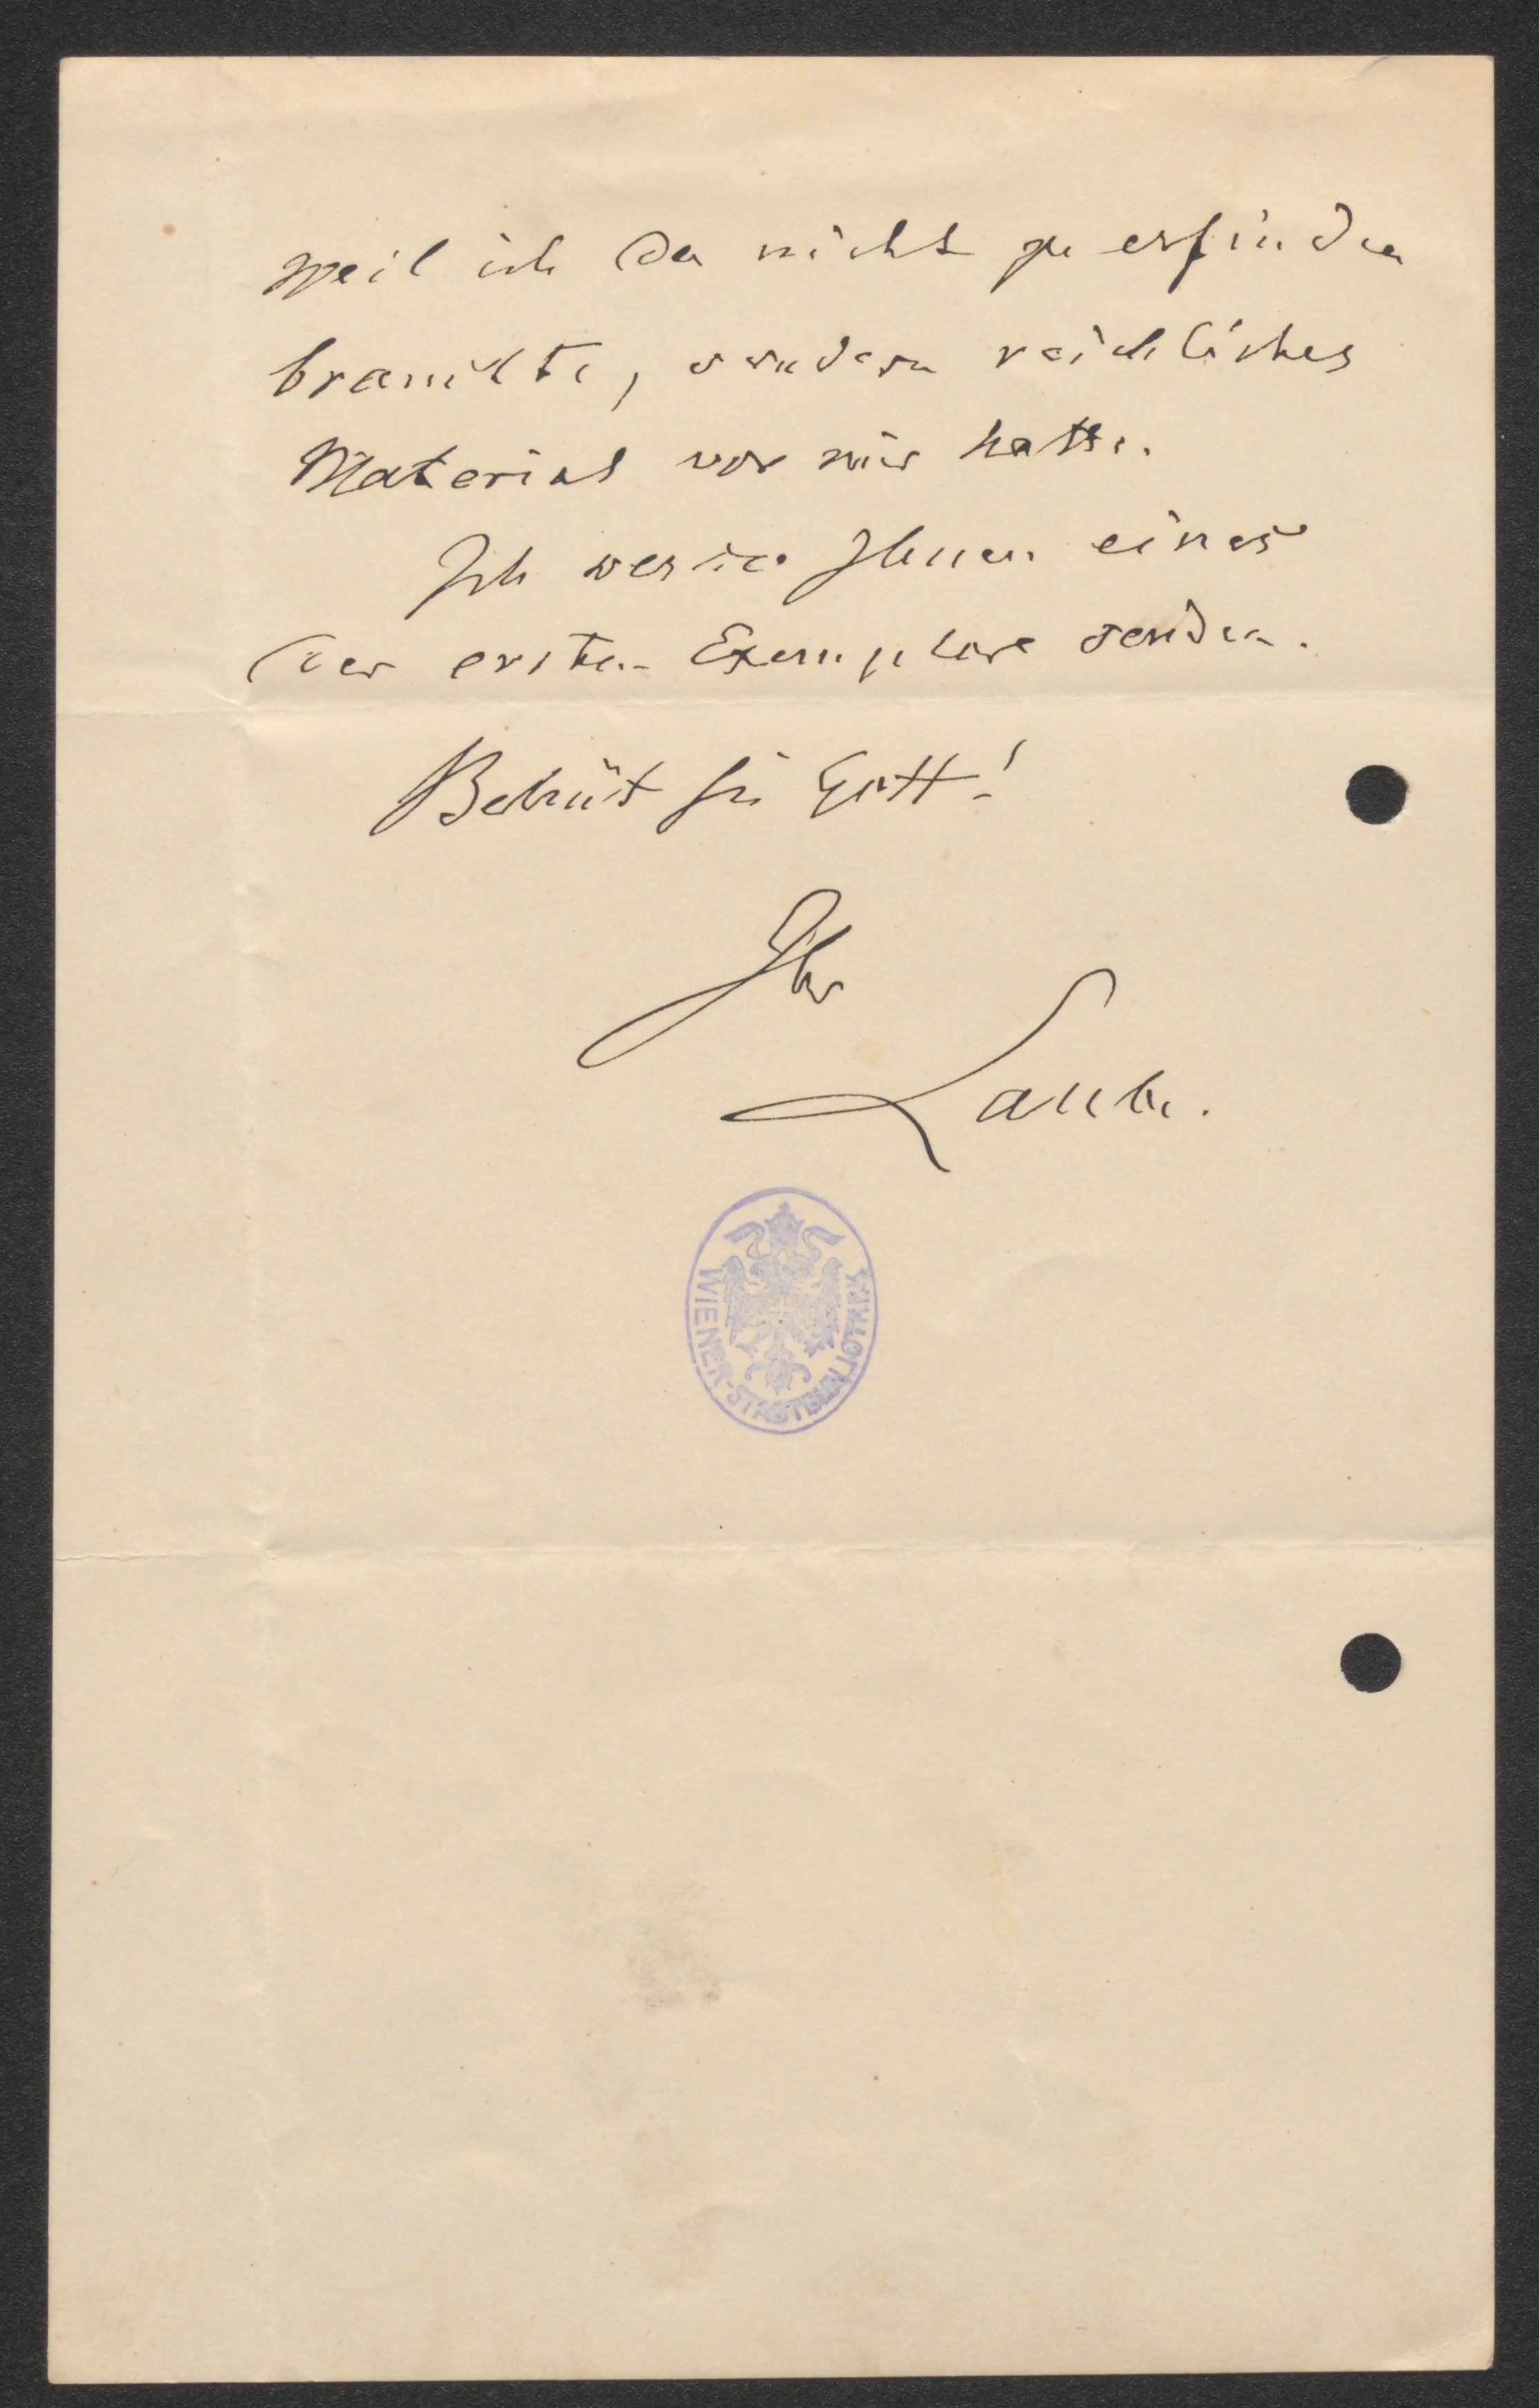 weil ich da nicht zu erfinden
brauchte, sondern reichliches
Material vor mir hatte.
Ich werde Ihnen eines
der ersten Exemplare senden.
Behüt Sie Gott!
Ihr
Laube.
WIENER-STADTBIBLIOTHEK